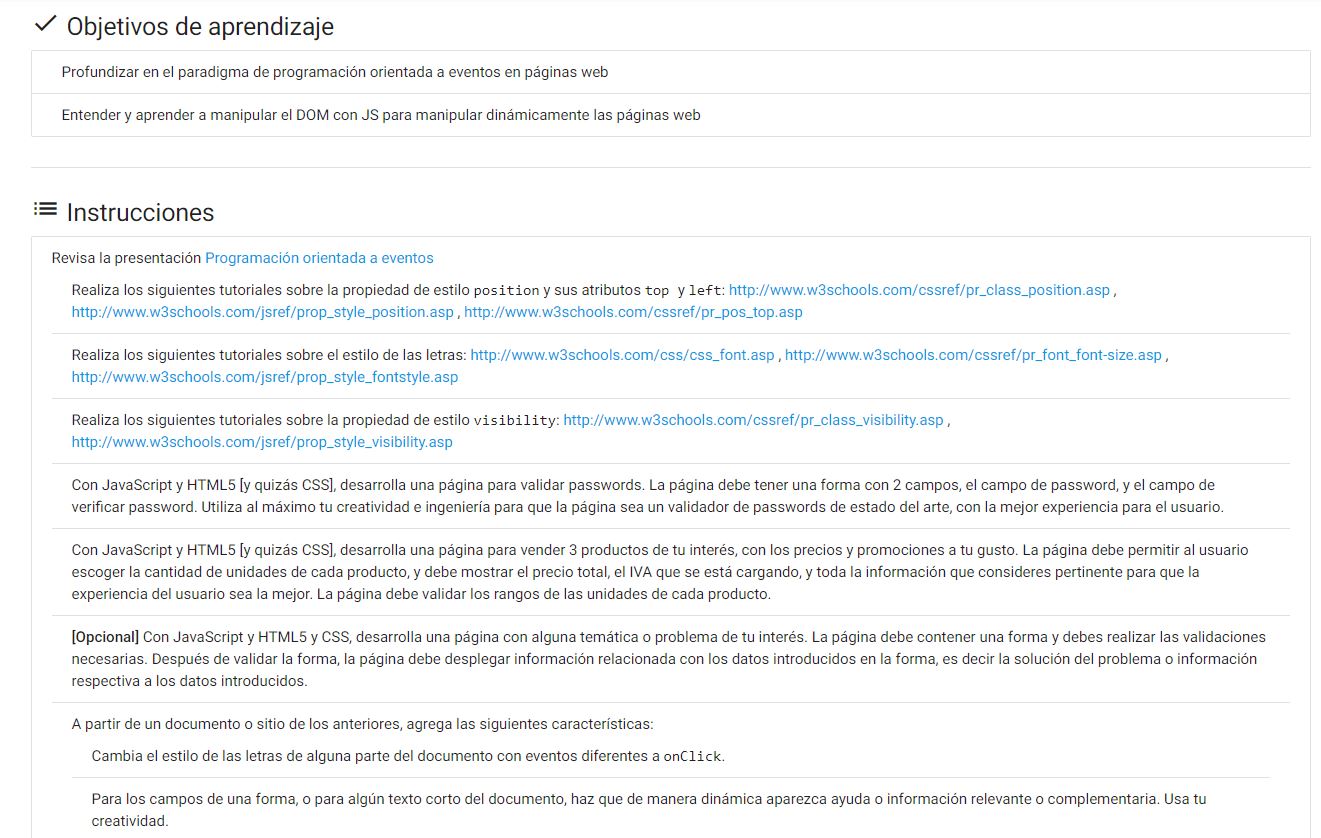 Objetivos de aprendizaje
Profundizar en el paradigma de programación orientada a eventos en páginas web
Entender y aprender a manipular el DOM con JS para manipular dinámicamente las páginas web
Instrucciones
Revisa la presentación Programación orientada a eventos
Realiza los siguientes tutoriales sobre la propiedad de estilo position y sus atributos top y left: http://www.w3schools.com/cssref/pr_class_position.asp ,
http://www.w3schools.com/jsref/prop_style_position.asp , http://www.w3schools.com/cssref/pr_pos_top.asp
Realiza los siguientes tutoriales sobre el estilo de las letras: http://www.w3schools.com/css/css_font.asp , http://www.w3schools.com/cssref/pr_font_font-size.asp ,
http://www.w3schools.com/jsref/prop_style_fontstyle.asp
Realiza los siguientes tutoriales sobre la propiedad de estilo visibility: http://www.w3schools.com/cssref/pr_class_visibility.asp ,
http://www.w3schools.com/jsref/prop_style_visibility.asp
Con JavaScript y HTML5 [y quizás CSS], desarrolla una página para validar passwords. La página debe tener una forma con 2 campos, el campo de password, y el campo de
verificar password. Utiliza al máximo tu creatividad e ingeniería para que la página sea un validador de passwords de estado del arte, con la mejor experiencia para el usuario.
Con JavaScript y HTML5 [y quizás CSS], desarrolla una página para vender 3 productos de tu interés, con los precios y promociones a tu gusto. La página debe permitir al usuario
escoger la cantidad de unidades de cada producto, y debe mostrar el precio total, el IVA que se está cargando, y toda la información que consideres pertinente para que la
experiencia del usuario sea la mejor. La página debe validar los rangos de las unidades de cada producto.
[Opcional] Con JavaScript y HTML5 y CSS, desarrolla una página con alguna temática o problema de tu interés. La página debe contener una forma y debes realizar las validaciones
necesarias. Después de validar la forma, la página debe desplegar información relacionada con los datos introducidos en la forma, es decir la solución del problema o información
respectiva a los datos introducidos.
A partir de un documento o sitio de los anteriores, agrega las siguientes características:
Cambia el estilo de las letras de alguna parte del documento con eventos diferentes a onClick.
Para los campos de una forma, o para algún texto corto del documento, haz que de manera dinámica aparezca ayuda o información relevante o complementaria. Usa tu
creatividad.